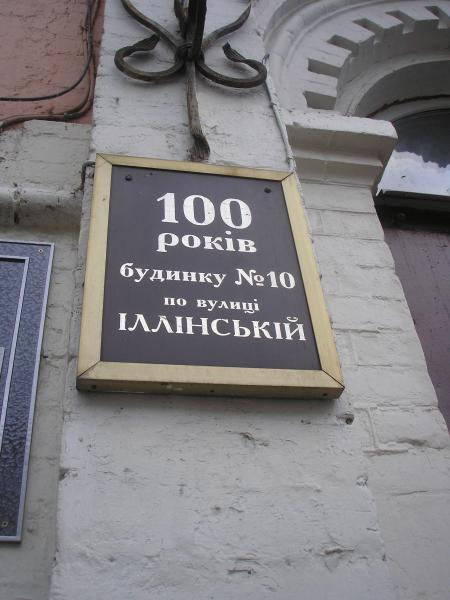 100
років
будинку №10
по вулиці
ІЛЛІНСЬКІЙ